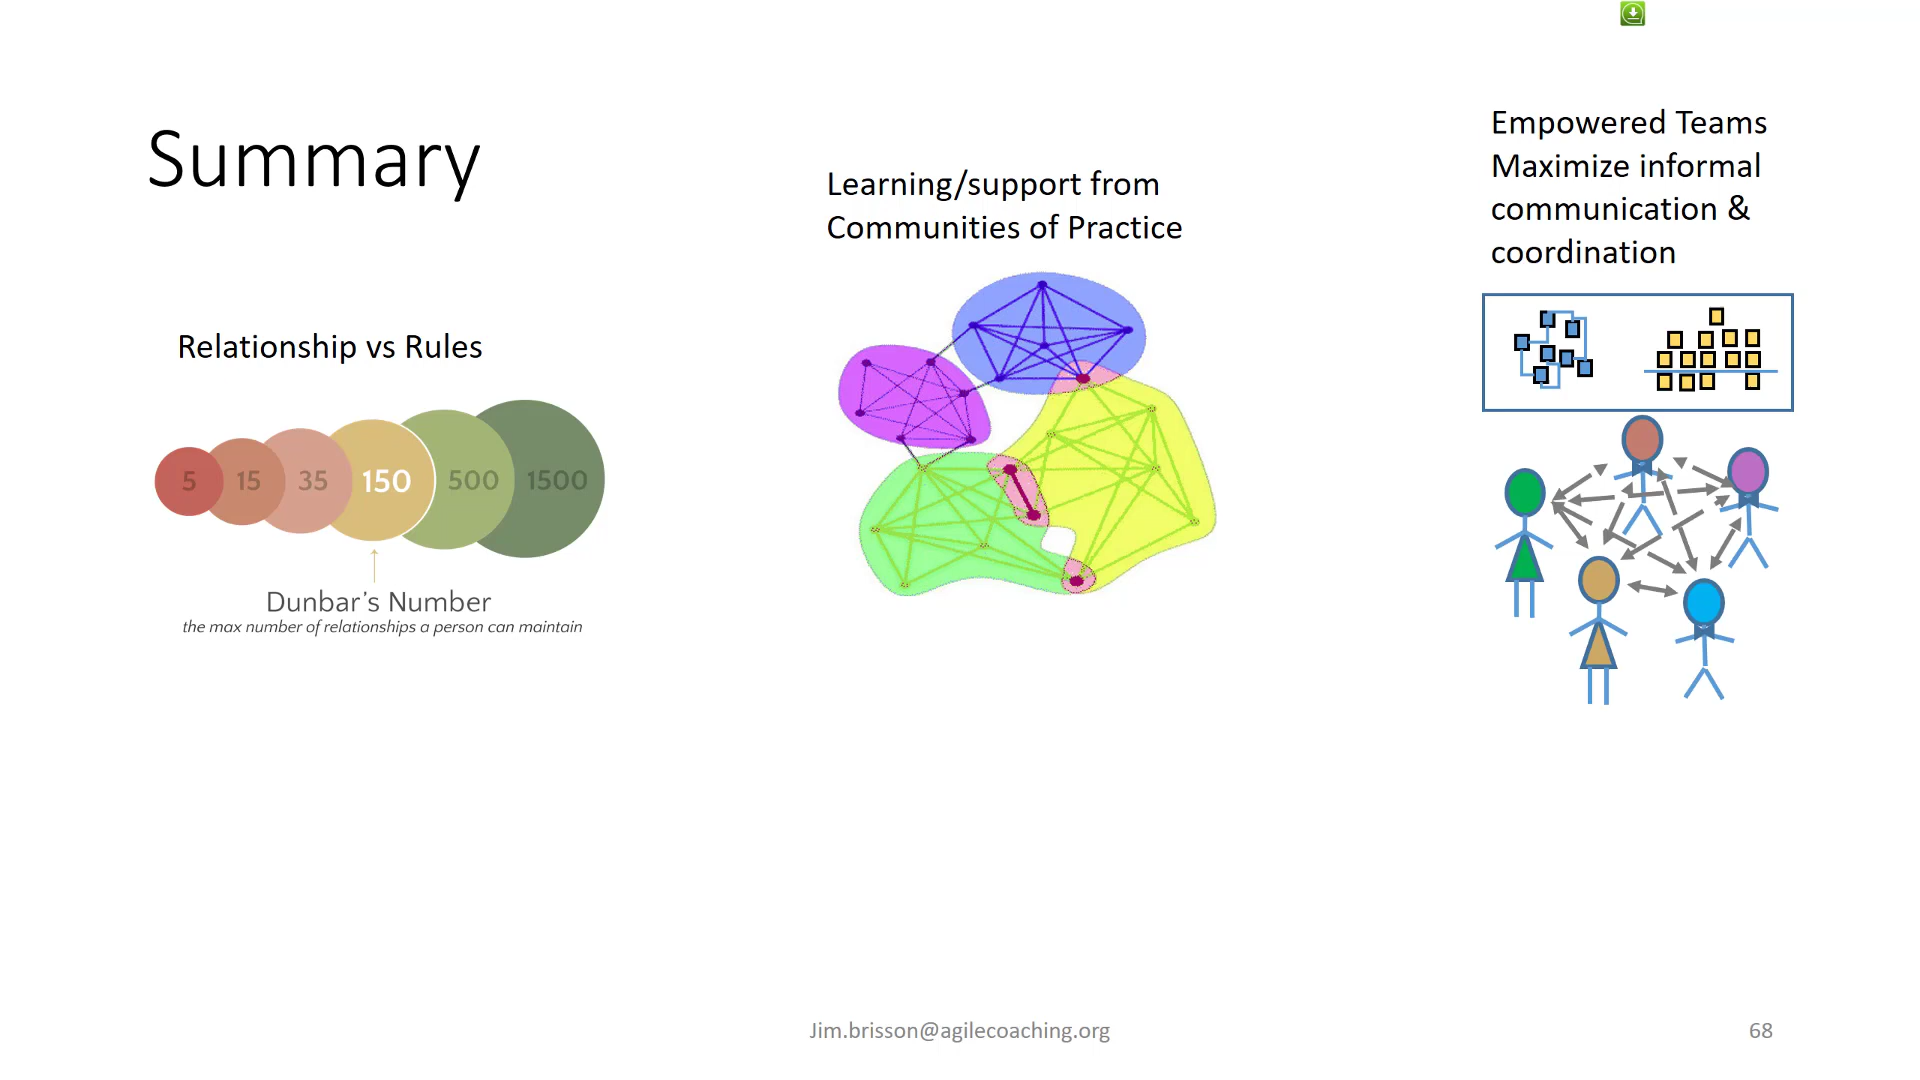 Summary
Relationship vs Rules
5 15 35 150 500 1500
Dunbar's Number
the max number of relationships a person can maintain
Learning/support from
Communities of Practice
Empowered Teams
Maximize informal
communication &
coordination
Jim.brisson@agilecoaching.org
68